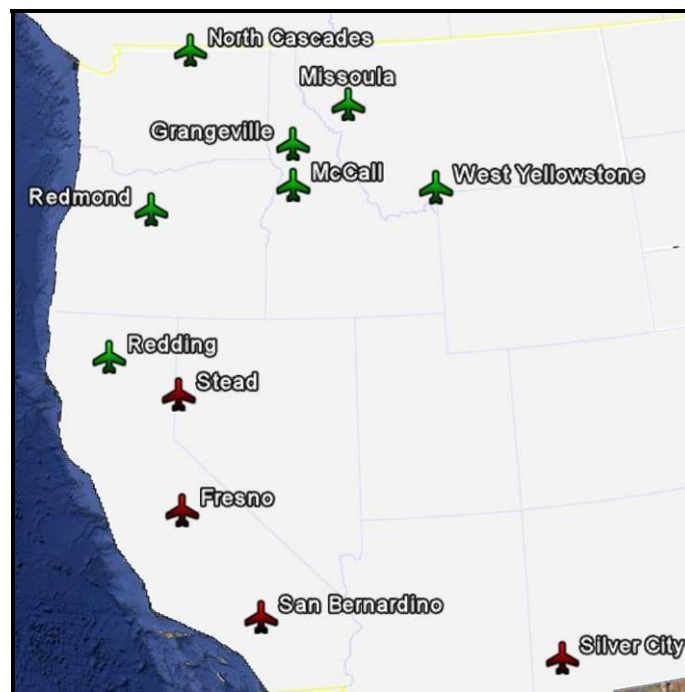 North Cascades
Missoula
Grangeville
McCall
West Yellowstone
Redmond
Redding
Stead
Fresno
San Bernardino
Silver City